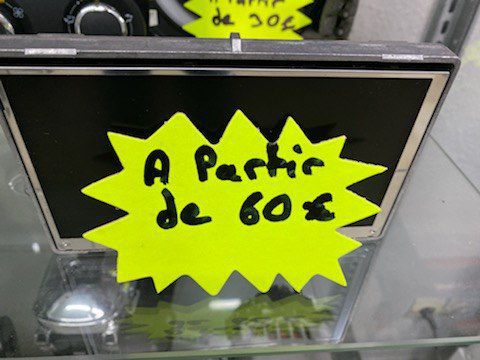 de 30€
A Partir
de 60 €